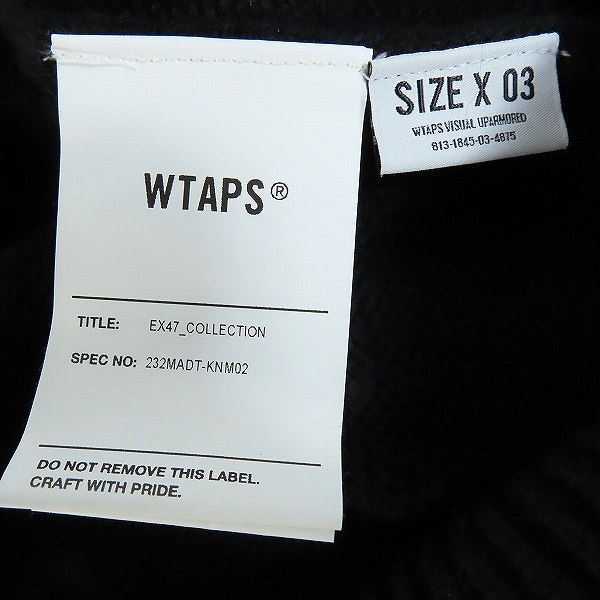 WTAPS®
TITLE: EX47_COLLECTION
SPEC NO: 232MADT-KNM02
DO NOT REMOVE THIS LABEL.
CRAFT WITH PRIDE.
SIZE X 03
WTAPS VISUAL UPARMORED
813-1845-03-4875